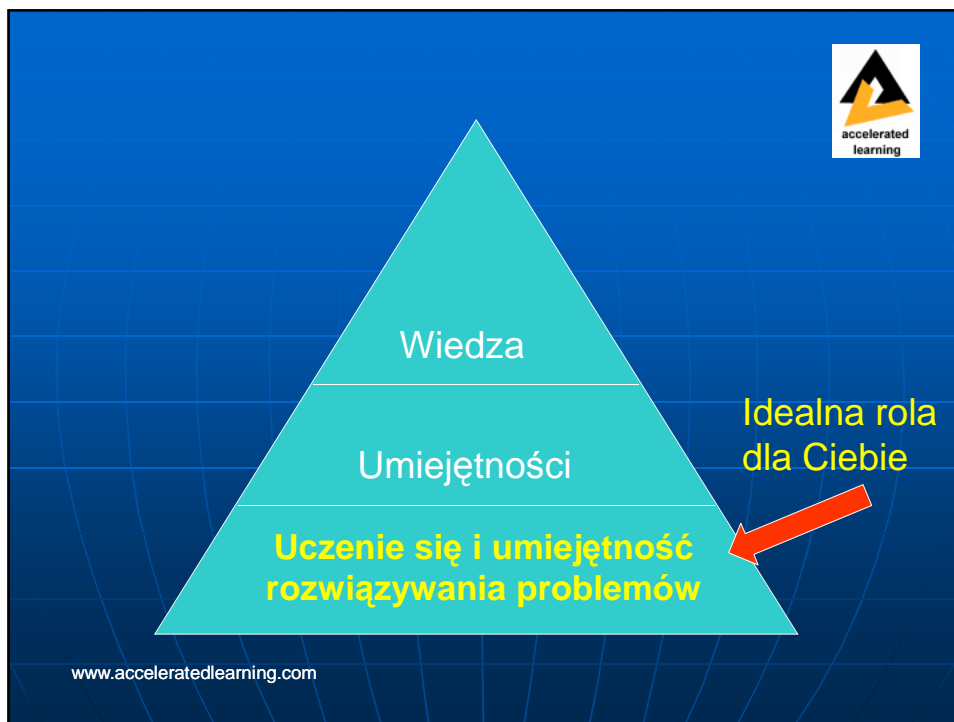 accelerated
learning
Wiedza
Idealna rola
dla Ciebie
Umiejętności
Uczenie się i umiejętność
rozwiązywania problemów
www.acceleratedlearning.com